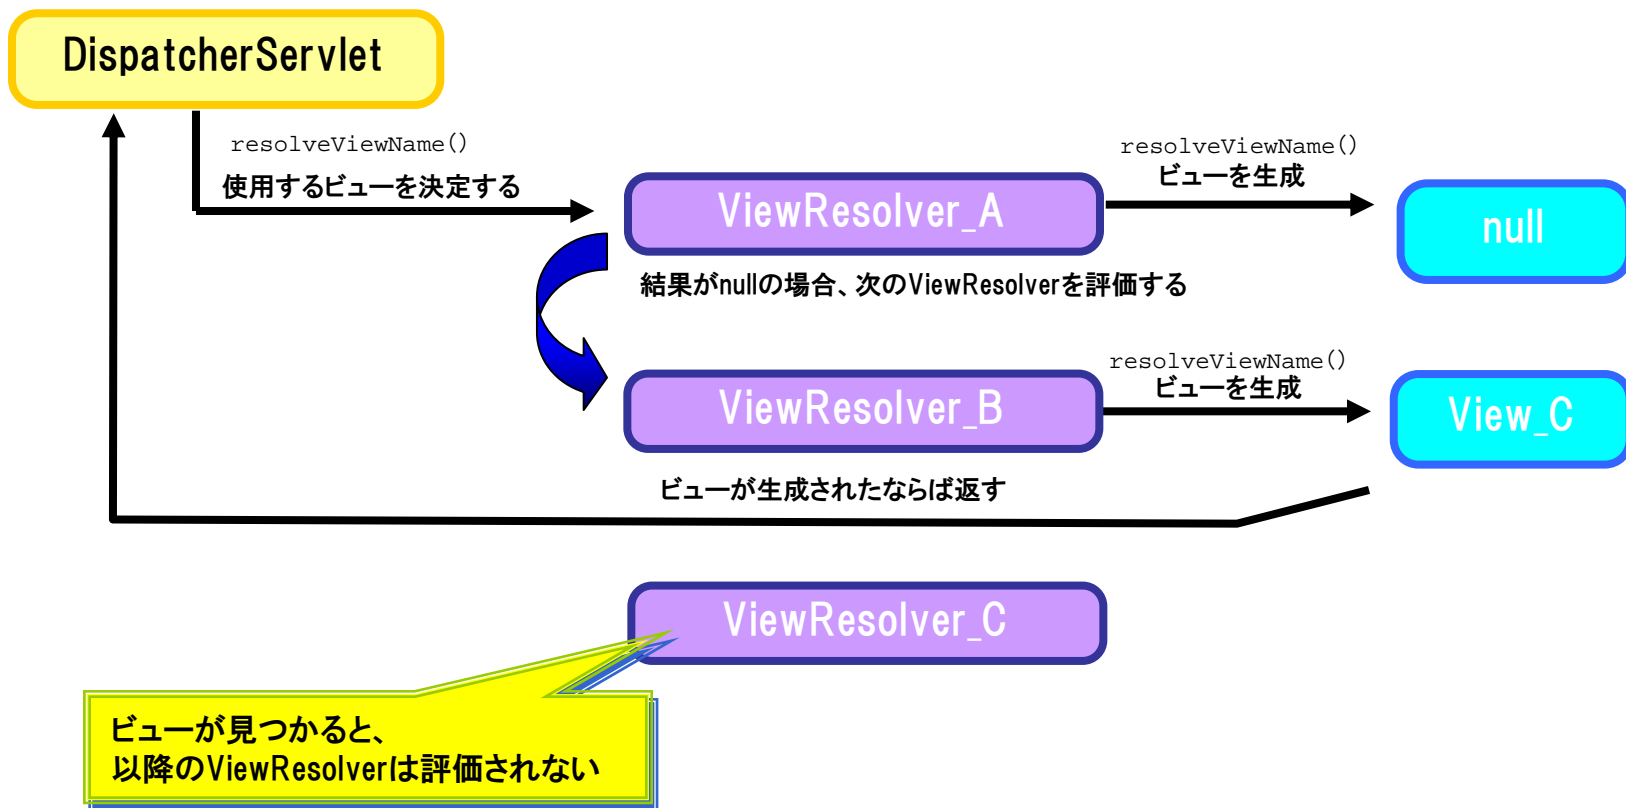 DispatcherServlet
resolveViewName()
使用するビューを決定する
ViewResolver_A
resolveViewName()
ビューを生成
null
結果がnullの場合、次のViewResolverを評価する
ViewResolver_B
resolveViewName()
ビューを生成
View_C
ビューが生成されたならば返す
ViewResolver_C
ビューが見つかると、
以降のViewResolverは評価されない